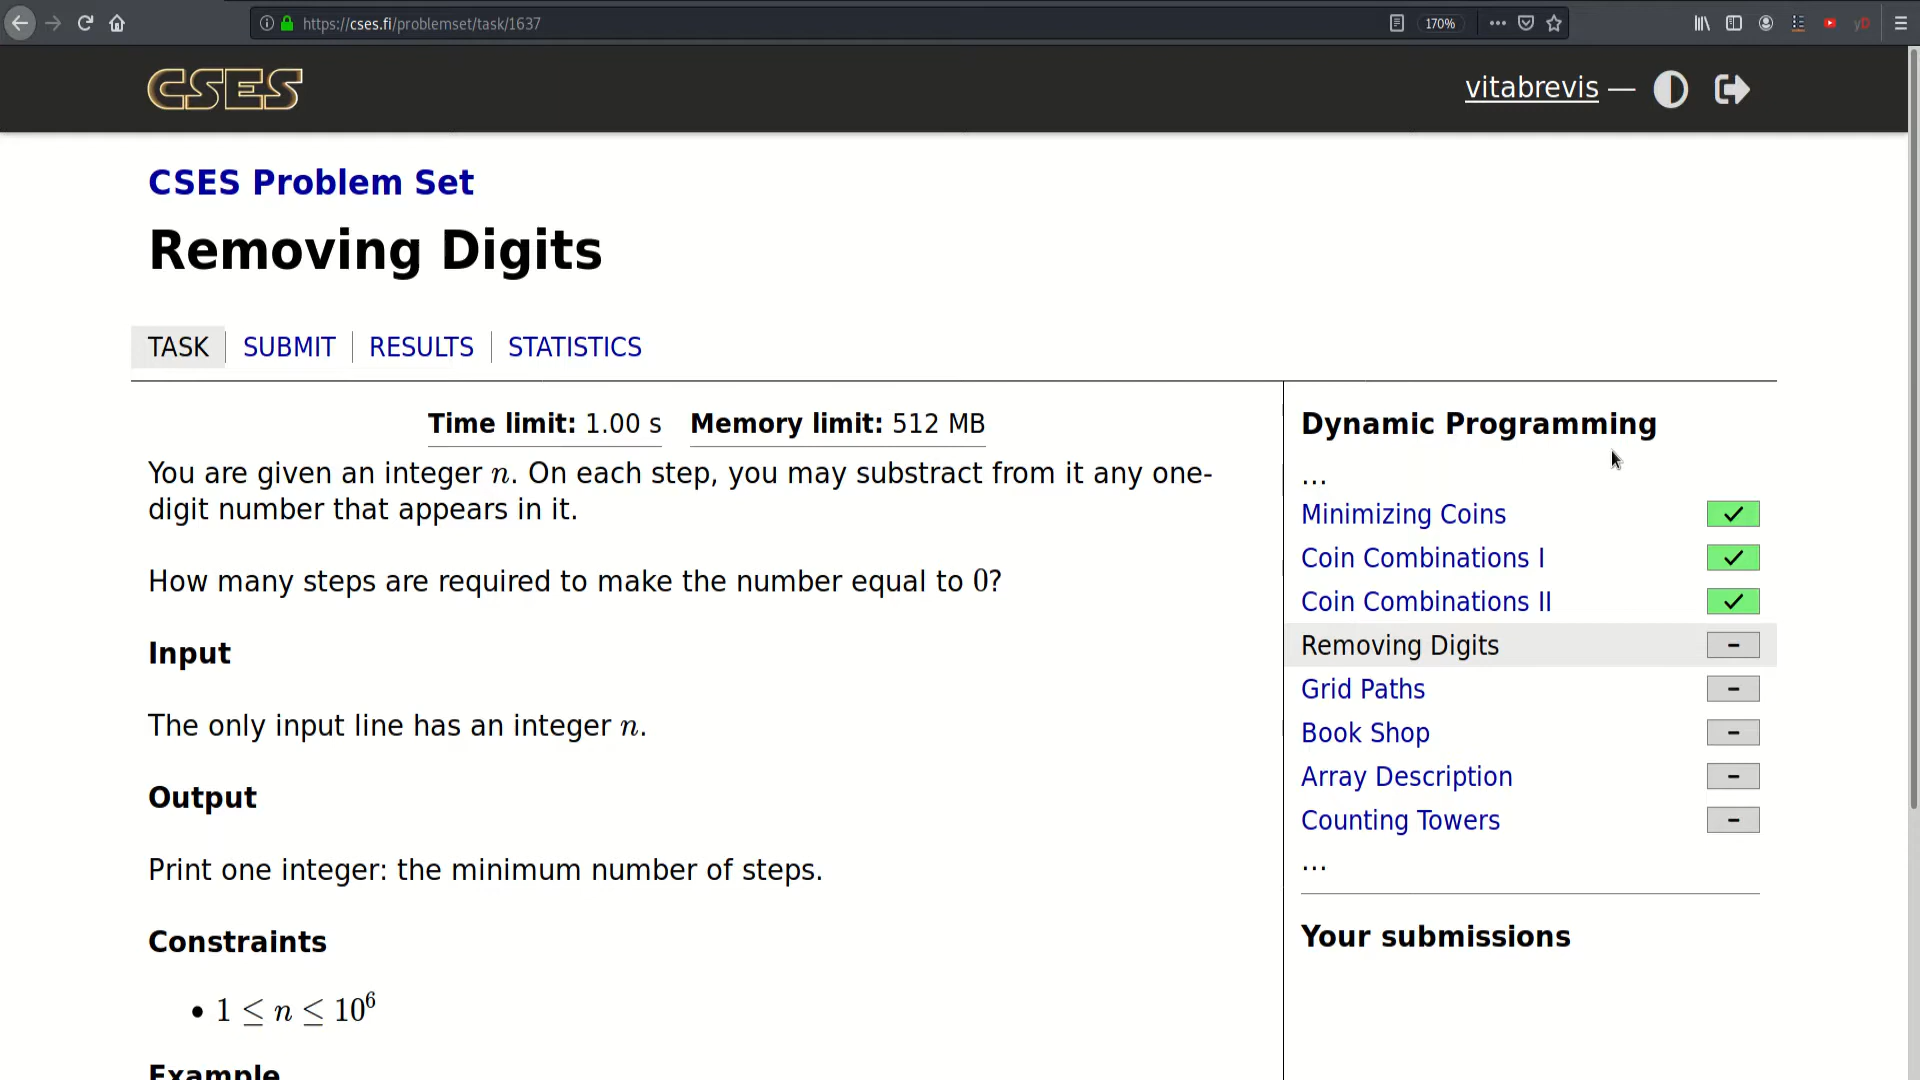 https://cses.fi/problemset/task/1637
170%
CSES
vitabrevis —
CSES Problem Set
Removing Digits
TASK
SUBMIT
RESULTS
STATISTICS
Time limit: 1.00 s
Memory limit: 512 MB
You are given an integer n. On each step, you may substract from it any one-
digit number that appears in it.
How many steps are required to make the number equal to 0?
Input
The only input line has an integer n.
Output
Print one integer: the minimum number of steps.
Constraints
• 1 ≤ n ≤ 10⁶
Example
Dynamic Programming
...
Minimizing Coins
Coin Combinations I
Coin Combinations II
Removing Digits
Grid Paths
Book Shop
Array Description
Counting Towers
...
Your submissions